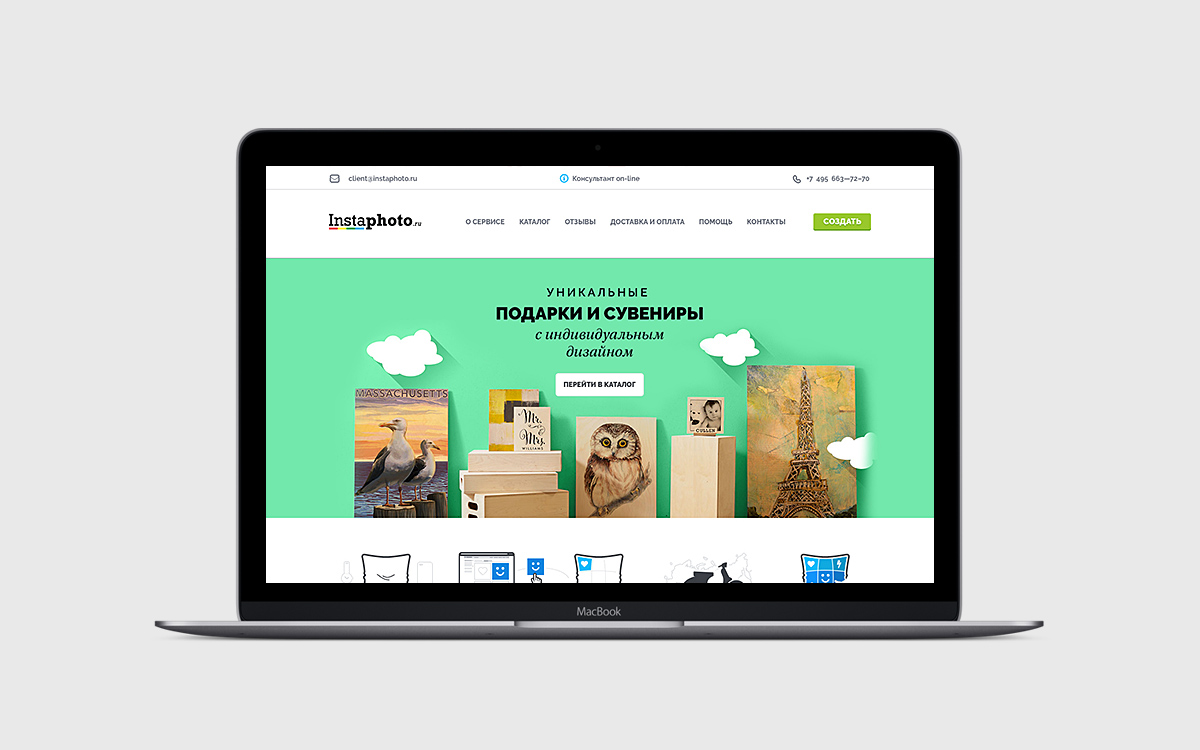 client@instaphoto.ru
Консультант on-line
+7 495 663—72—70
Instaphoto.ru
О СЕРВИСЕ КАТАЛОГ ОТЗЫВЫ ДОСТАВКА И ОПЛАТА ПОМОЩЬ КОНТАКТЫ
СОЗДАТЬ
УНИКАЛЬНЫЕ
ПОДАРКИ И СУВЕНИРЫ
с индивидуальным
дизайном
ПЕРЕЙТИ В КАТАЛОГ
MASSACHUSETTS
Mr.
Mrs.
WILLIAMS
CULLEN
MacBook